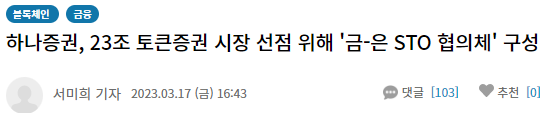 블록체인 금융
하나증권, 23조 토큰증권 시장 선점 위해 '금-은 STO 협의체' 구성
서미희 기자 2023.03.17 (금) 16:43 댓글 [103] 추천 [0]